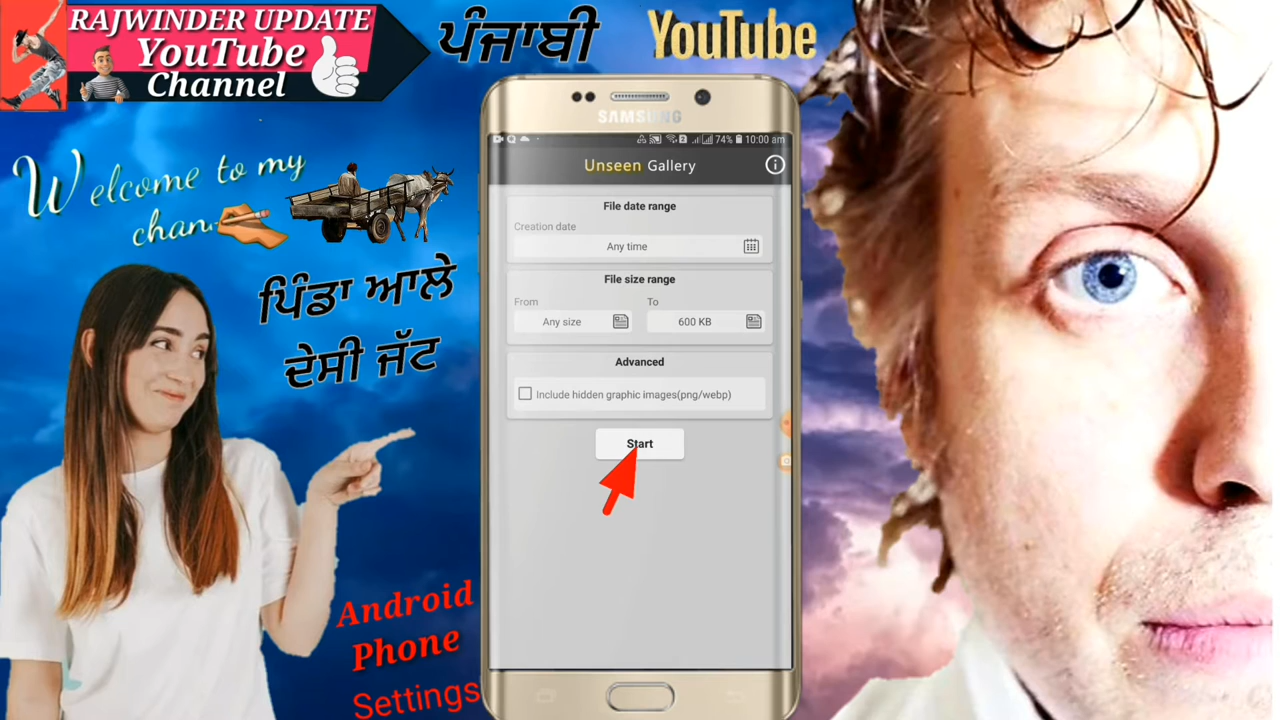 RAJWINDER UPDATE
YouTube
Channel
ਪੰਜਾਬੀ
YouTube
Welcome to my
chan
ਪਿੰਡਾ ਆਲੇ
ਦੇਸੀ ਜੱਟ
Android
Phone
Settings
SAMSUNG
74% 10:00 am
Unseen Gallery
File date range
Creation date
Any time
File size range
From To
Any size 600 KB
Advanced
Include hidden graphic images(png/webp)
Start